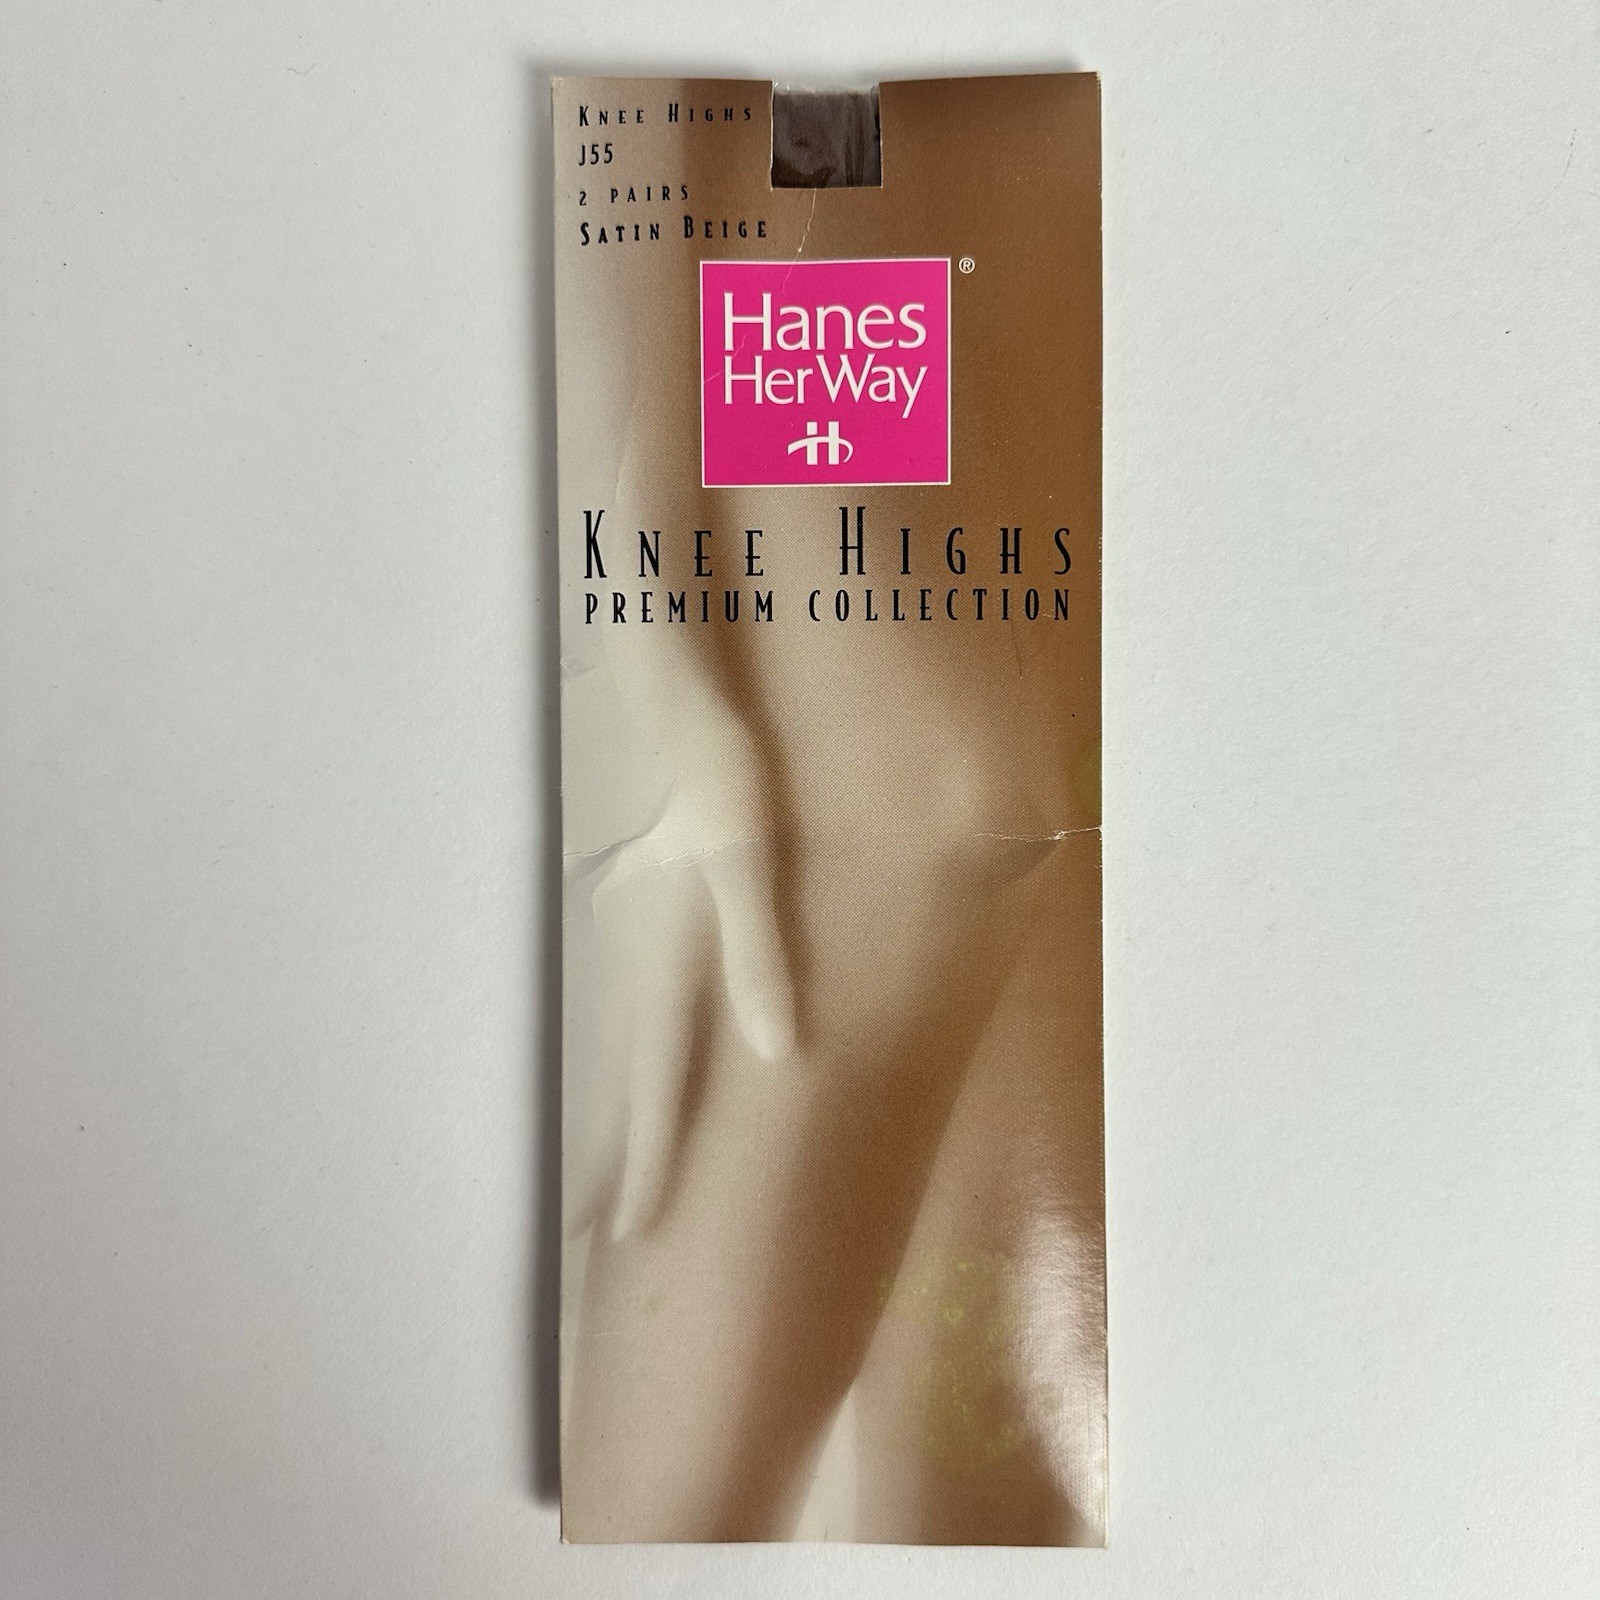 Knee Highs
J55
2 PAIRS
Satin Beige
Hanes
Her Way
®
Knee Highs
PREMIUM COLLECTION